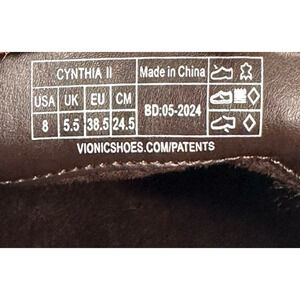 CYNTHIA II
Made in China
USA UK EU CM
8 5.5 38.5 24.5
BD:05-2024
VIONICSHOES.COM/PATENTS